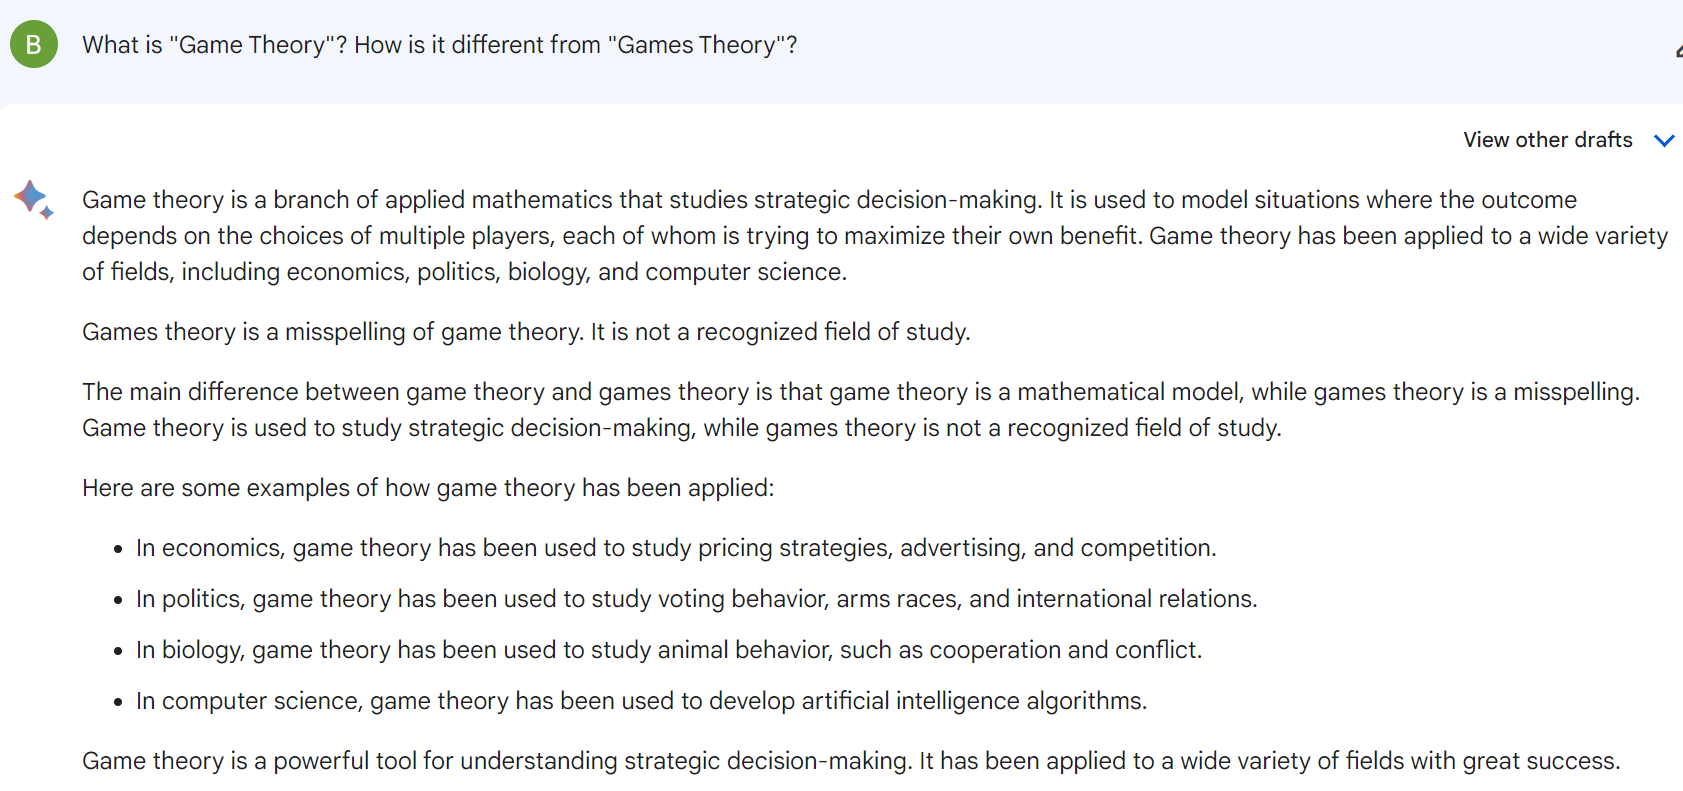 B
What is "Game Theory"? How is it different from "Games Theory"?
View other drafts
Game theory is a branch of applied mathematics that studies strategic decision-making. It is used to model situations where the outcome
depends on the choices of multiple players, each of whom is trying to maximize their own benefit. Game theory has been applied to a wide variety
of fields, including economics, politics, biology, and computer science.
Games theory is a misspelling of game theory. It is not a recognized field of study.
The main difference between game theory and games theory is that game theory is a mathematical model, while games theory is a misspelling.
Game theory is used to study strategic decision-making, while games theory is not a recognized field of study.
Here are some examples of how game theory has been applied:
• In economics, game theory has been used to study pricing strategies, advertising, and competition.
• In politics, game theory has been used to study voting behavior, arms races, and international relations.
• In biology, game theory has been used to study animal behavior, such as cooperation and conflict.
• In computer science, game theory has been used to develop artificial intelligence algorithms.
Game theory is a powerful tool for understanding strategic decision-making. It has been applied to a wide variety of fields with great success.